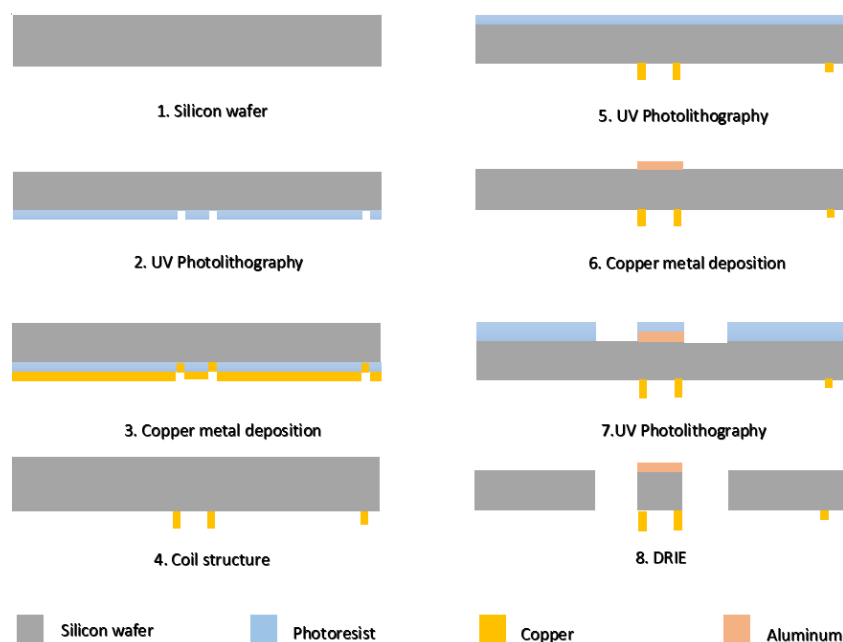 1. Silicon wafer
2. UV Photolithography
3. Copper metal deposition
4. Coil structure
5. UV Photolithography
6. Copper metal deposition
7.UV Photolithography
8. DRIE
Silicon wafer
Photoresist
Copper
Aluminum